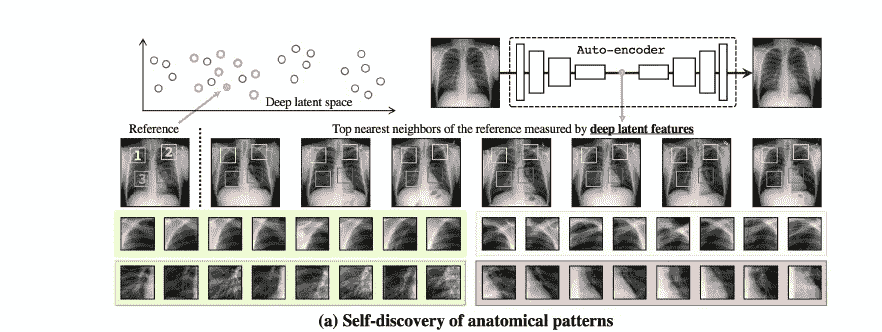 Auto-encoder
Deep latent space
Reference
Top nearest neighbors of the reference measured by deep latent features
1 2
3
(a) Self-discovery of anatomical patterns